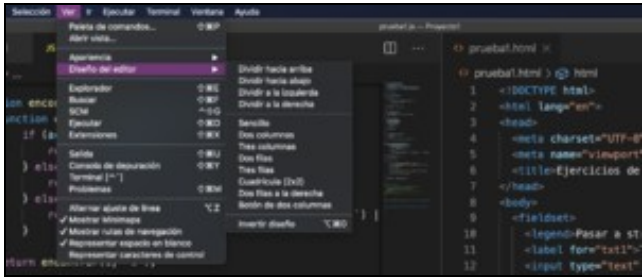 Selección Ver Ir Ejecutar Terminal Ventana Ayuda
prueba1.js — Proyecto1
Paleta de comandos... ⇧⌘P
Abrir vista...
Apariencia
Diseño del editor
Explorador ⇧⌘E
Buscar ⇧⌘F
SCM ⌃⇧G
Ejecutar ⇧⌘D
Extensiones ⇧⌘X
Salida ⇧⌘U
Consola de depuración ⇧⌘Y
Terminal [⌃`]
Problemas ⇧⌘M
Alternar ajuste de línea ⌥Z
✓ Mostrar Minimapa
✓ Mostrar rutas de navegación
✓ Representar espacio en blanco
Representar caracteres de control
Dividir hacia arriba
Dividir hacia abajo
Dividir a la izquierda
Dividir a la derecha
Sencillo
Dos columnas
Tres columnas
Dos filas
Tres filas
Cuadrícula (2x2)
Dos filas a la derecha
Botón de dos columnas
Invertir diseño ⌥⌘0
JS
if (a
} els
} els
}
prueba1.html ×
prueba1.html > html
1 <!DOCTYPE html>
2 <html lang="en">
3 <head>
4 <meta charset="UTF-8
5 <meta name="viewport"
6 <title>Ejercicios de
7 </head>
8 <body>
9 <fieldset>
10 <legend>Pasar a st
11 <label for="txt1">
12 <input type="text"